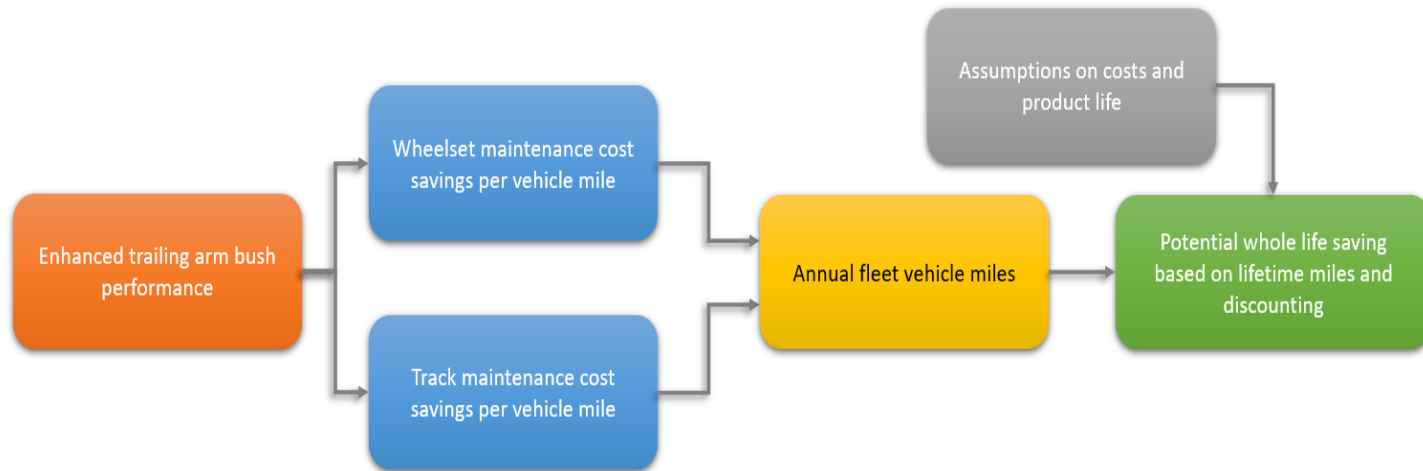 Assumptions on costs and
product life
Wheelset maintenance cost
savings per vehicle mile
Enhanced trailing arm bush
performance
Annual fleet vehicle miles
Potential whole life saving
based on lifetime miles and
discounting
Track maintenance cost
savings per vehicle mile